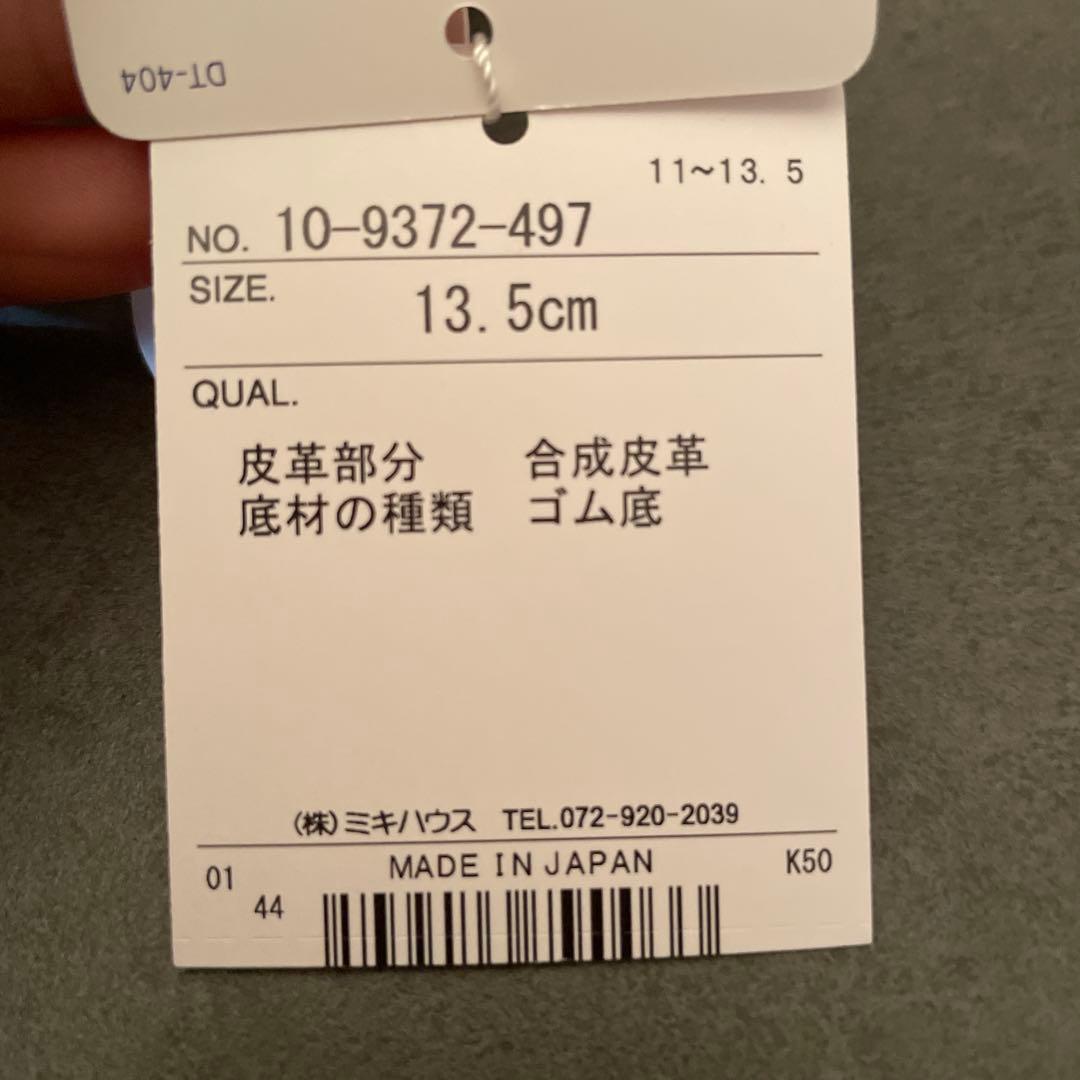 DT-404
11~13.5
NO. 10-9372-497
SIZE. 13.5cm
QUAL.
皮革部分 合成皮革
底材の種類 ゴム底
(株)ミキハウス TEL.072-920-2039
01 MADE IN JAPAN K50
44